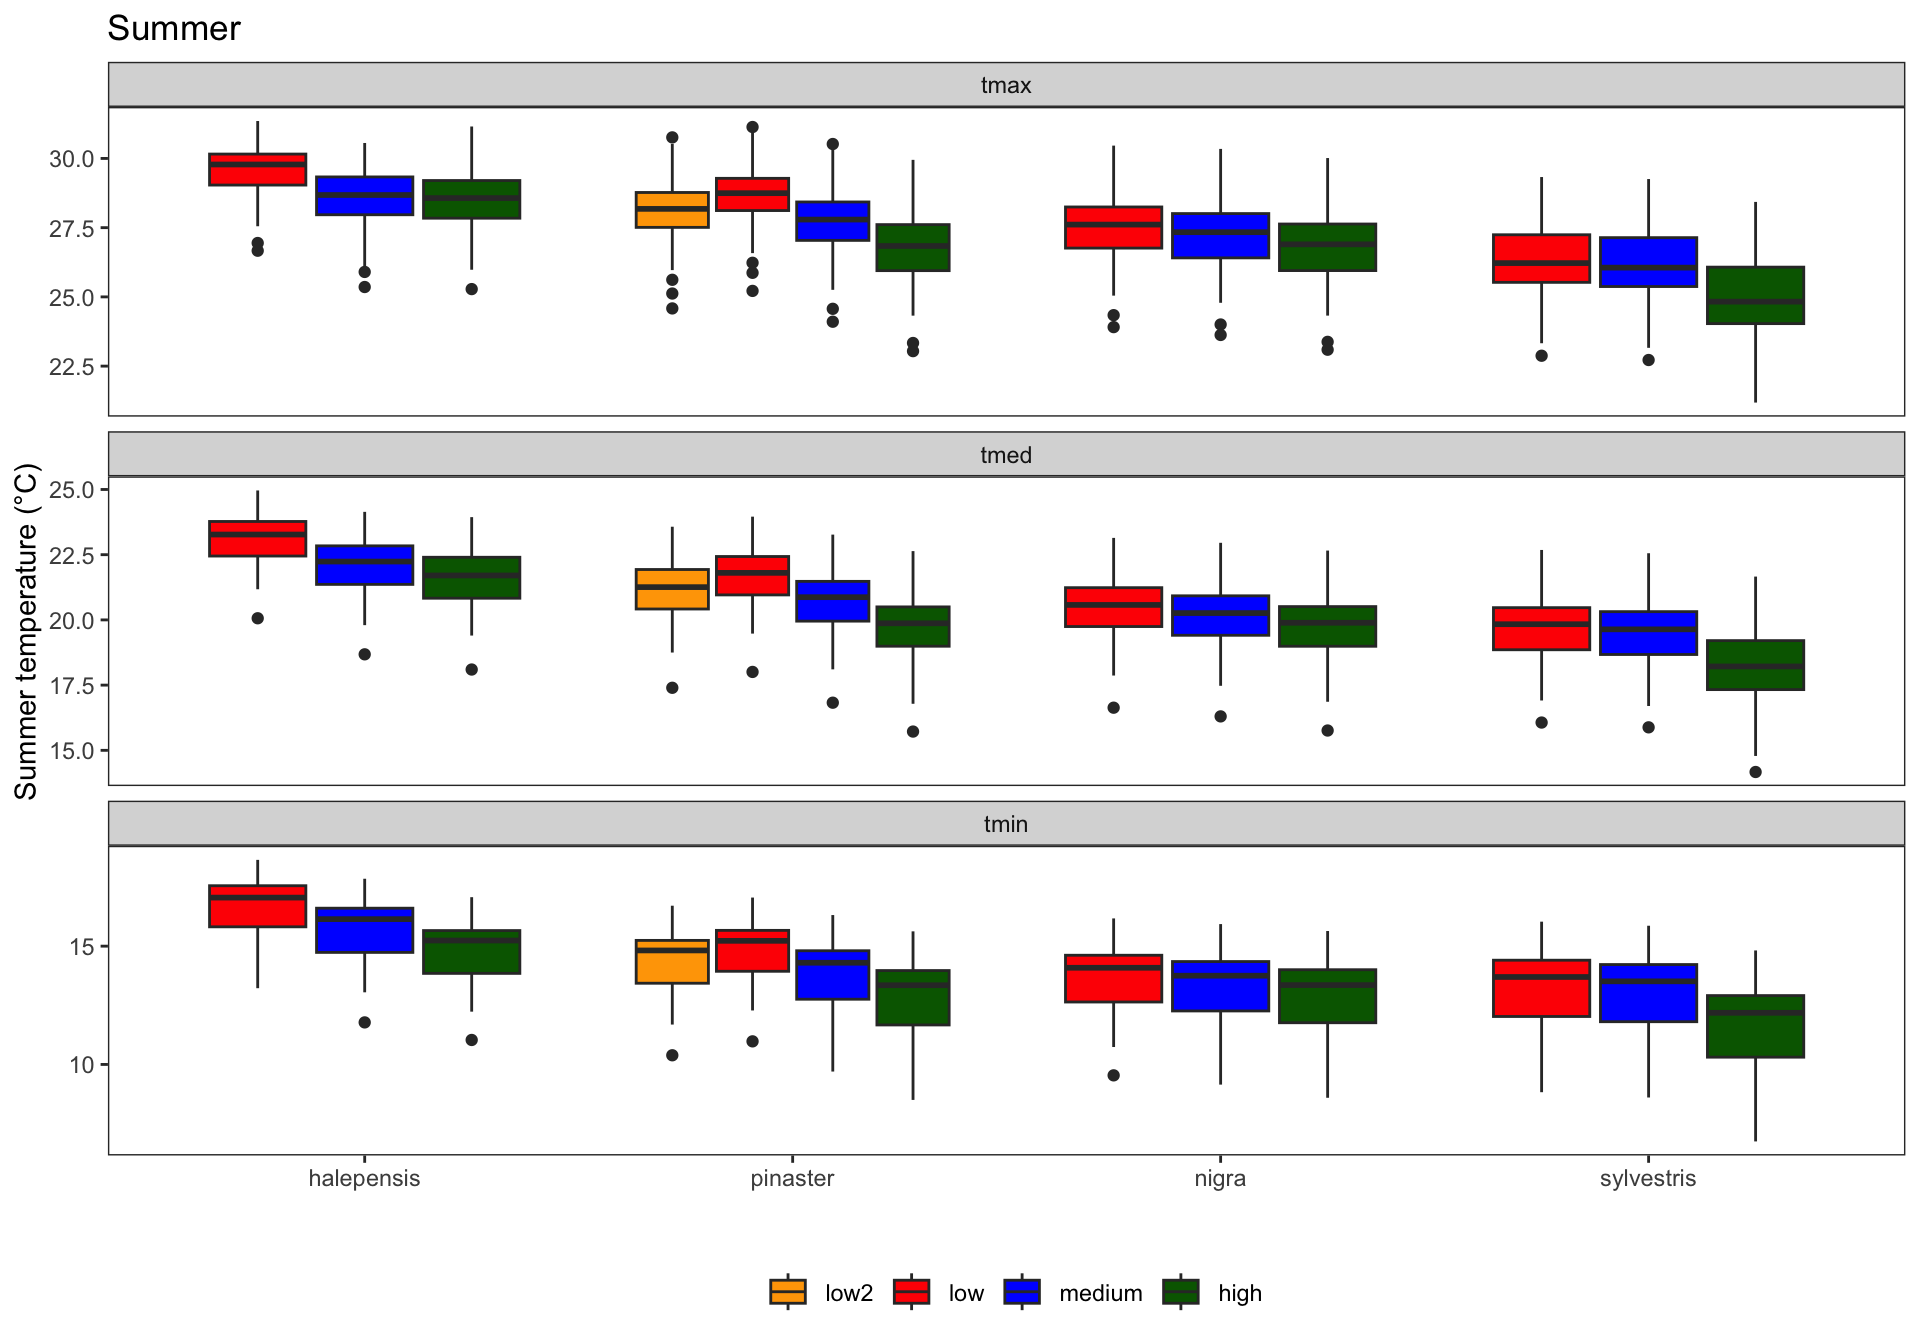 Summer
tmax
30.0
27.5
25.0
22.5
tmed
25.0
22.5
20.0
17.5
15.0
Summer temperature (°C)
tmin
15
10
halepensis pinaster nigra sylvestris
low2 low medium high